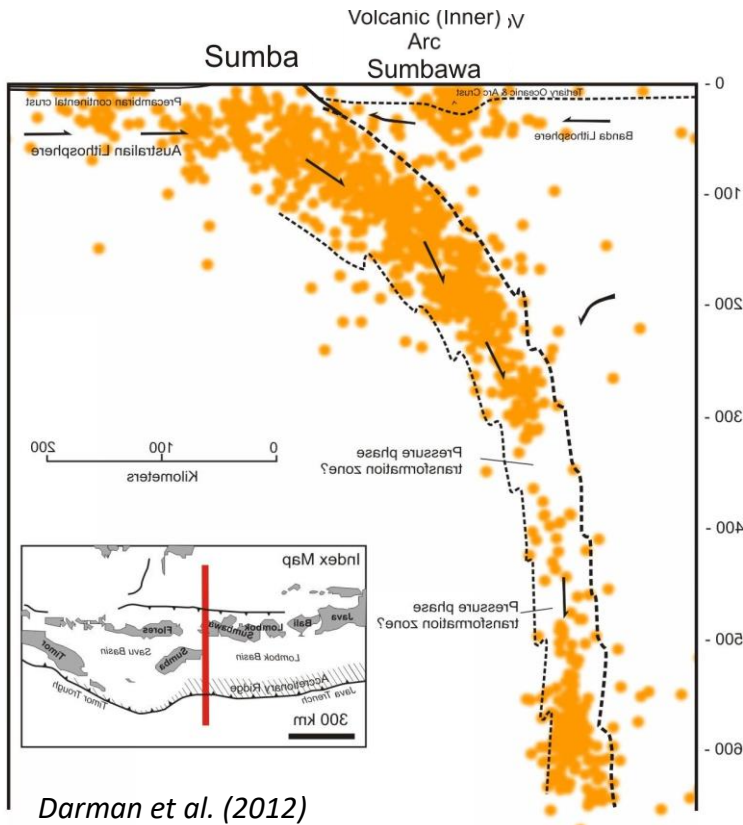 Volcanic (Inner)
Arc
Sumba
Sumbawa
- 0
Precambiran continental crust
Tertiary Oceanic & Arc Crust
Australian Lithosphere
Banda Lithosphere
- 100
- 200
- 300
200 100 0
Kilometers
Pressure phase
transformation zone?
- 400
Index Map
Pressure phase
transformation zone?
- 500
Java
Bali
Lombok
Sumbawa
Flores
Timor
Savu Basin
Sumba
Lombok Basin
Accretionary Ridge
Java Trench
Timor Trough
300 km
- 600
Darman et al. (2012)